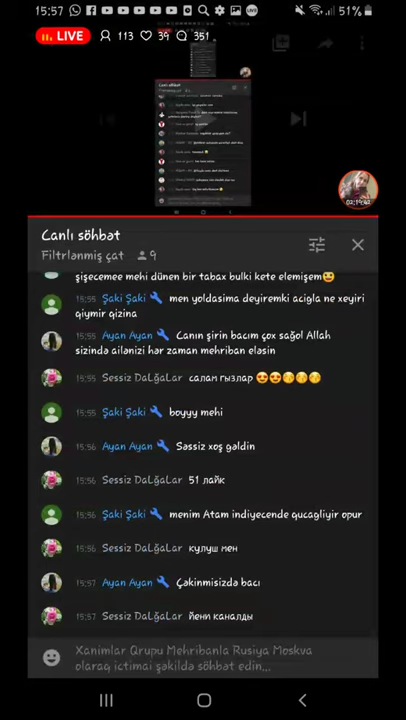 15:57
51%
LIVE
113
39
351
02:19:42
Canlı söhbət
Filtrlənmiş çat
9
şişecemee mehi dünen bir tabax bulki kete elemişem😫
15:55 Şaki Şaki men yoldasima deyiremki acigla ne xeyiri
qiymir qizina
15:55 Ayan Ayan Canın şirin bacım çox sağol Allah
sizində ailənizi hər zaman mehriban eləsin
15:55 Sessiz DaLğaLar салам гызлар 😍😍😚😚😚
15:55 Şaki Şaki boyyy mehi
15:56 Ayan Ayan Səssiz xoş gəldin
15:56 Sessiz DaLğaLar 51 лайк
15:56 Şaki Şaki menim Atam indiyecende qucagliyir opur
15:56 Sessiz DaLğaLar кулуш мен
15:57 Ayan Ayan Çəkinmisizdə bacı
15:57 Sessiz DaLğaLar йени каналды
Xanimlar Qrupu Mehribanla Rusiya Moskva
olaraq ictimai şəkildə söhbət edin...